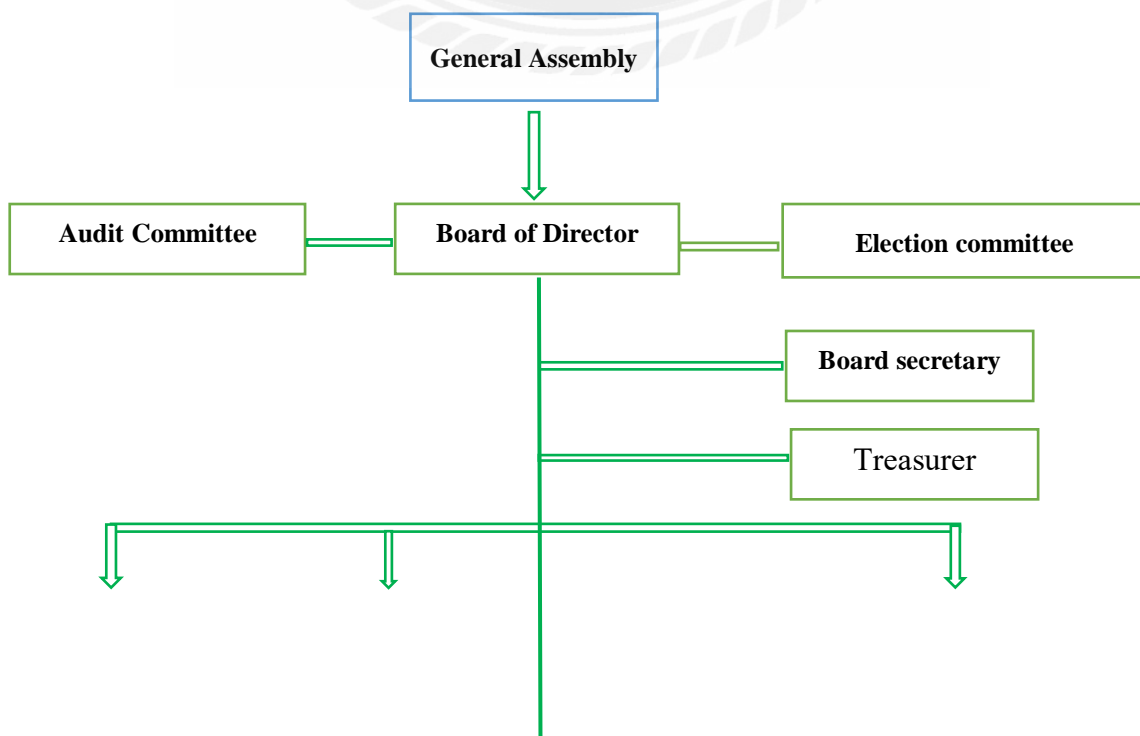 General Assembly
Audit Committee
Board of Director
Election committee
Board secretary
Treasurer